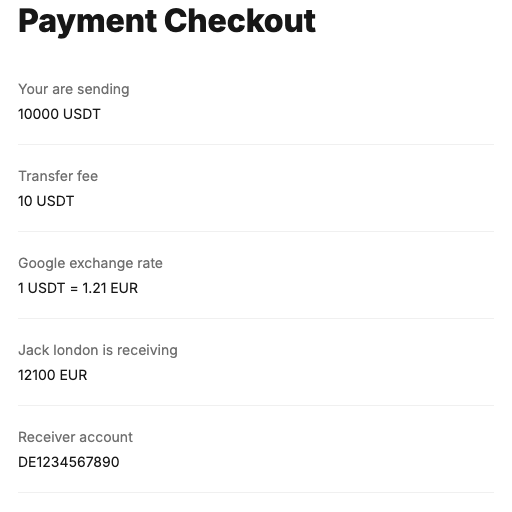 Payment Checkout
Your are sending
10000 USDT
Transfer fee
10 USDT
Google exchange rate
1 USDT = 1.21 EUR
Jack london is receiving
12100 EUR
Receiver account
DE1234567890